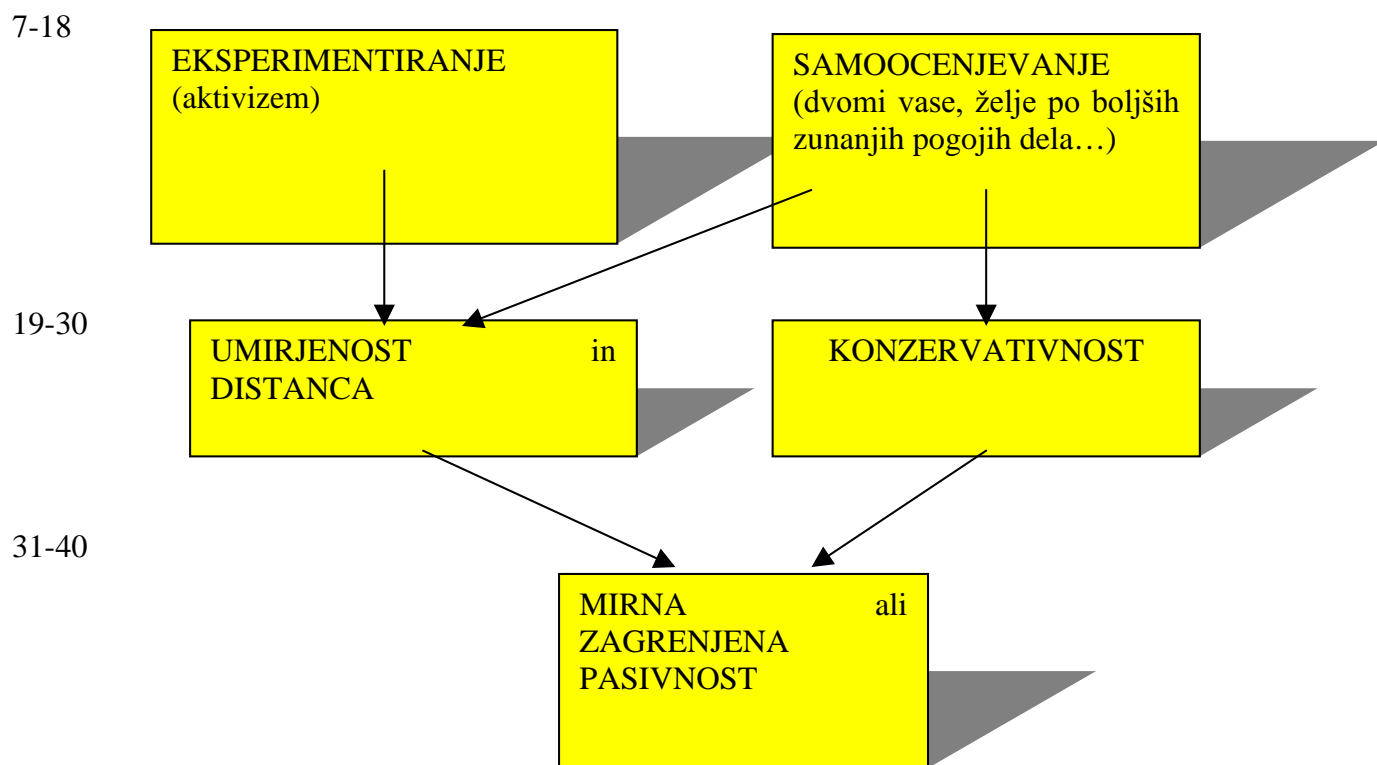 7-18
EKSPERIMENTIRANJE
(aktivizem)
SAMOOCENJEVANJE
(dvomi vase, želje po boljših
zunanjih pogojih dela…)
19-30
UMIRJENOST in
DISTANCA
KONZERVATIVNOST
31-40
MIRNA ali
ZAGRENJENA
PASIVNOST